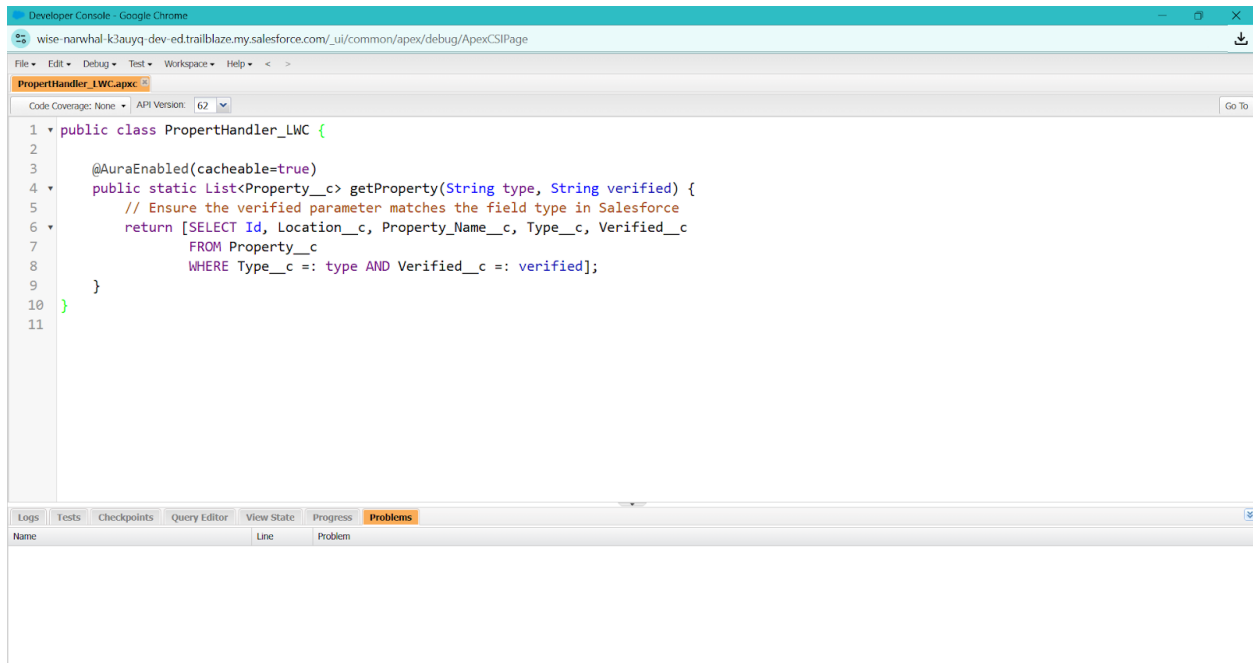 Developer Console - Google Chrome
wise-narwhal-k3auyq-dev-ed.trailblaze.my.salesforce.com/_ui/common/apex/debug/ApexCSIPage
File Edit Debug Test Workspace Help < >
PropertHandler_LWC.apxc
Code Coverage: None API Version: 62 Go To
1 public class PropertHandler_LWC {
2
3 @AuraEnabled(cacheable=true)
4 public static List<Property__c> getProperty(String type, String verified) {
5 // Ensure the verified parameter matches the field type in Salesforce
6 return [SELECT Id, Location__c, Property_Name__c, Type__c, Verified__c
7 FROM Property__c
8 WHERE Type__c =: type AND Verified__c =: verified];
9 }
10 }
11
Logs Tests Checkpoints Query Editor View State Progress Problems
Name Line Problem